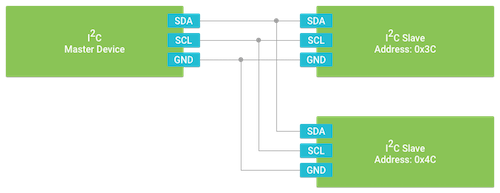 I2C
Master Device
SDA
SCL
GND
SDA
SCL
GND
I2C Slave
Address: 0x3C
SDA
SCL
GND
I2C Slave
Address: 0x4C